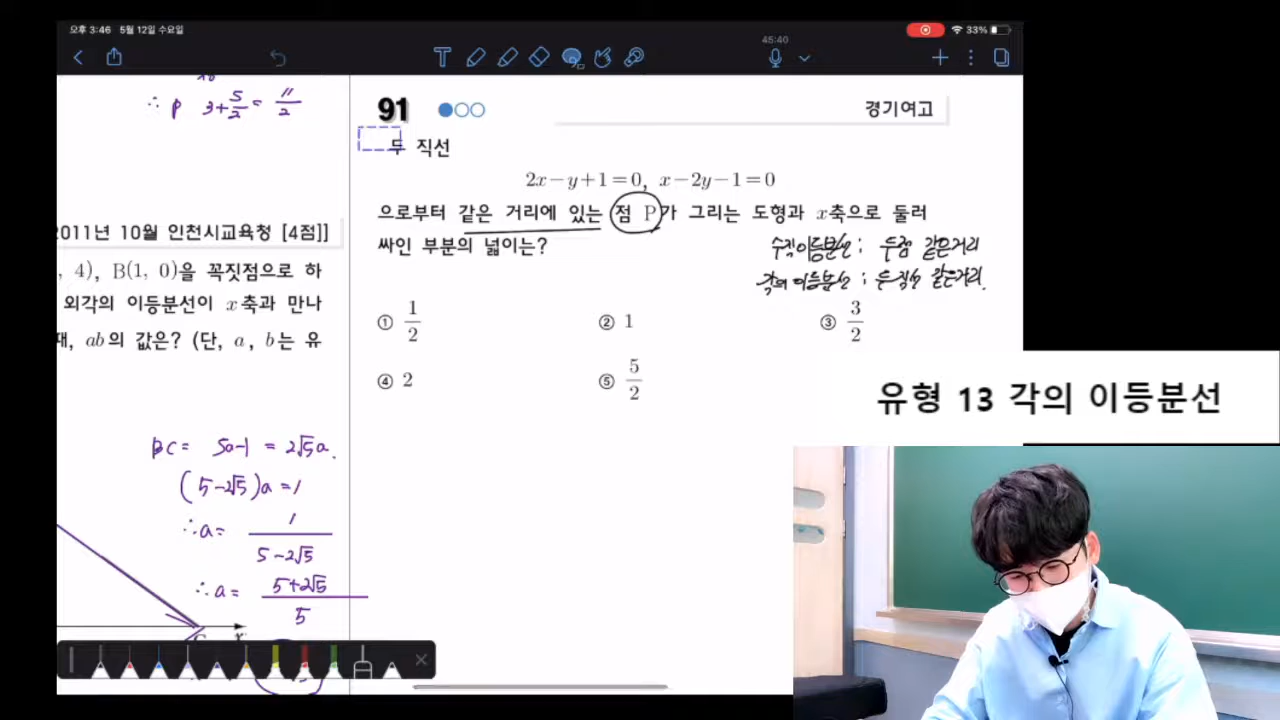 오후 3:46 5월 12일 수요일
33%
45:40
∴ p 3+5/2 = 11/2
91
경기여고
두 직선
2x−y+1=0, x−2y−1=0
으로부터 같은 거리에 있는 점 P가 그리는 도형과 x축으로 둘러
싸인 부분의 넓이는?
수직이등분선 ; 두점 같은거리
각의 이등분선 ; 두직선 같은거리.
① 1/2
② 1
③ 3/2
④ 2
⑤ 5/2
2011년 10월 인천시교육청 [4점]]
, 4), B(1, 0)을 꼭짓점으로 하
외각의 이등분선이 x축과 만나
때, ab의 값은? (단, a, b는 유
BC = 5a−1 = 2√5a.
(5−2√5)a = 1
∴ a = 1/(5−2√5)
∴ a = (5+2√5)/5
x
유형 13 각의 이등분선